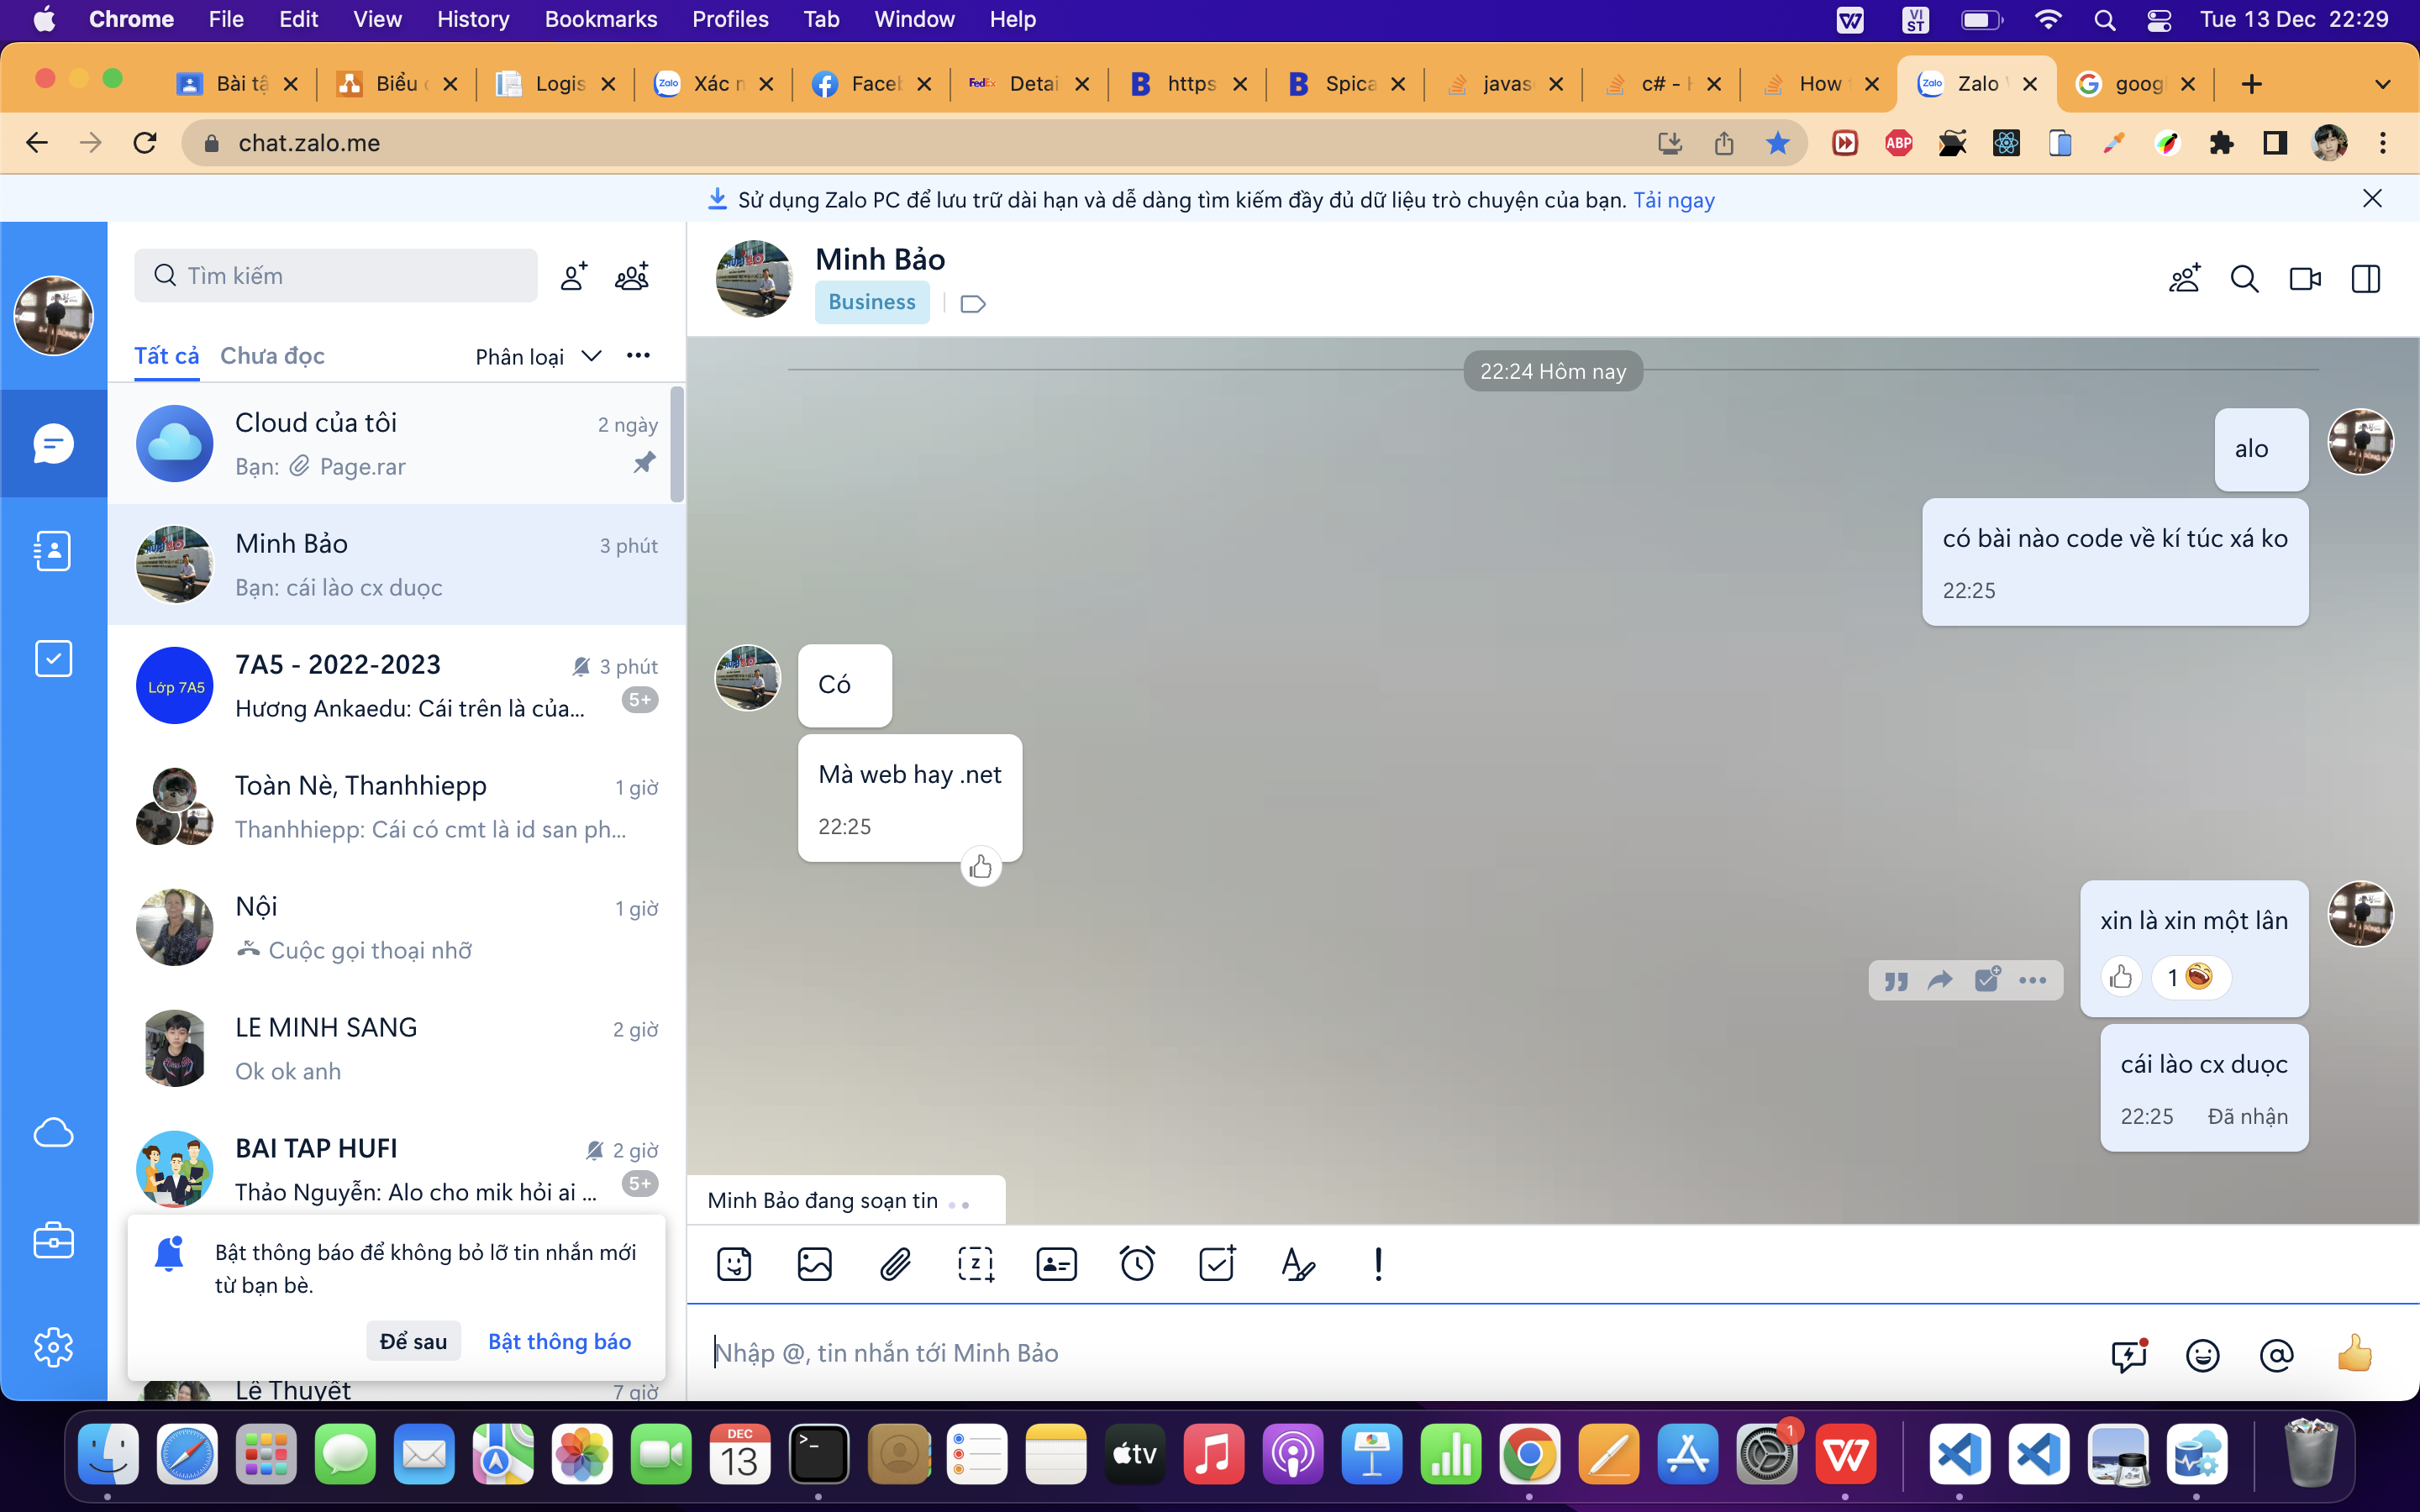 Chrome File Edit View History Bookmarks Profiles Tab Window Help
VI
ST
Tue 13 Dec 22:29
Bài tậ
Biểu
Logis
Zalo
Xác n
Faceb
FedEx
Detai
B
https
B
Spica
javas
c# - H
How
Zalo
Zalo
googl
chat.zalo.me
ABP
Sử dụng Zalo PC để lưu trữ dài hạn và dễ dàng tìm kiếm đầy đủ dữ liệu trò chuyện của bạn. Tải ngay
Tìm kiếm
Tất cả Chưa đọc Phân loại
Cloud của tôi 2 ngày
Bạn: Page.rar
Minh Bảo 3 phút
Bạn: cái lào cx duọc
Lớp 7A5
7A5 - 2022-2023 3 phút
Hương Ankaedu: Cái trên là của... 5+
Toàn Nè, Thanhhiepp 1 giờ
Thanhhiepp: Cái có cmt là id san ph...
Nội 1 giờ
Cuộc gọi thoại nhỡ
LE MINH SANG 2 giờ
Ok ok anh
BAI TAP HUFI 2 giờ
Thảo Nguyễn: Alo cho mik hỏi ai ... 5+
Bật thông báo để không bỏ lỡ tin nhắn mới
từ bạn bè.
Để sau Bật thông báo
Lê Thuyết 7 giờ
Minh Bảo
Business
22:24 Hôm nay
alo
có bài nào code về kí túc xá ko
22:25
Có
Mà web hay .net
22:25
xin là xin một lân
1
cái lào cx duọc
22:25 Đã nhận
Minh Bảo đang soạn tin
Nhập @, tin nhắn tới Minh Bảo
DEC
13
tv
1